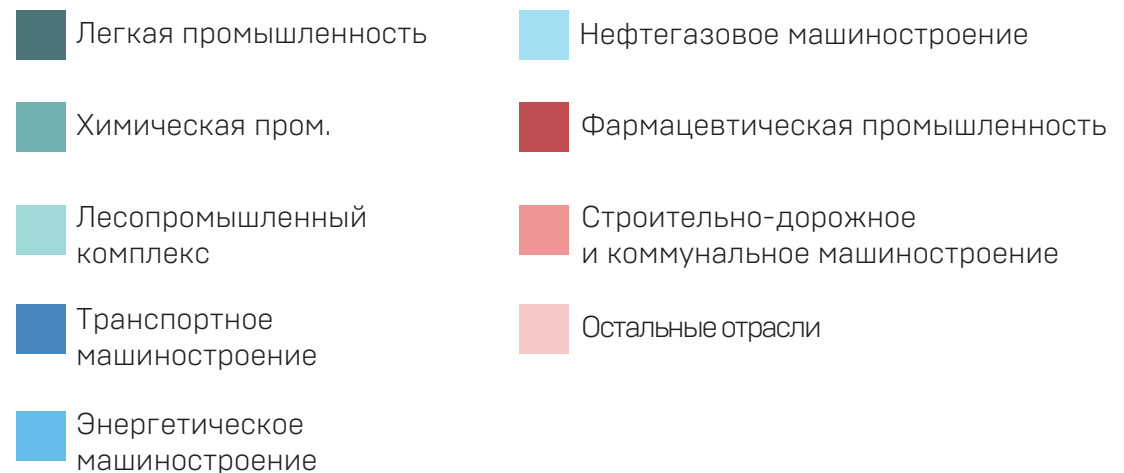 Легкая промышленность
Химическая пром.
Лесопромышленный
комплекс
Транспортное
машиностроение
Энергетическое
машиностроение
Нефтегазовое машиностроение
Фармацевтическая промышленность
Строительно-дорожное
и коммунальное машиностроение
Остальные отрасли